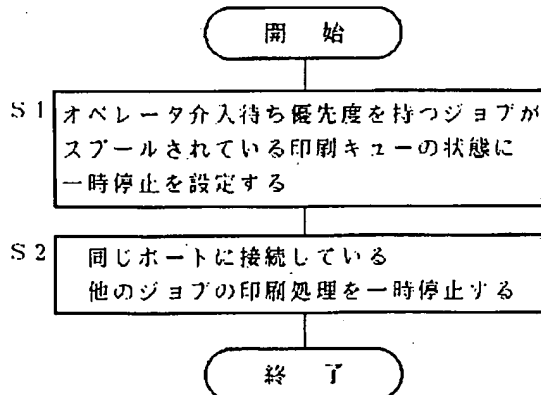 開始
S1 オペレータ介入待ち優先度を持つジョブが
スプールされている印刷キューの状態に
一時停止を設定する
S2 同じポートに接続している
他のジョブの印刷処理を一時停止する
終了